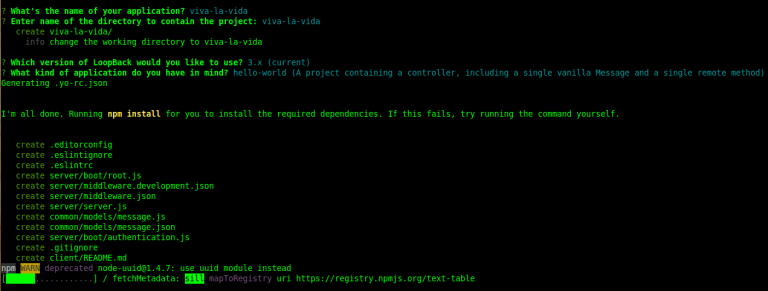 ? What's the name of your application? viva-la-vida
? Enter name of the directory to contain the project: viva-la-vida
create viva-la-vida/
info change the working directory to viva-la-vida
? Which version of LoopBack would you like to use? 3.x (current)
? What kind of application do you have in mind? hello-world (A project containing a controller, including a single vanilla Message and a single remote method)
Generating .yo-rc.json
I'm all done. Running npm install for you to install the required dependencies. If this fails, try running the command yourself.
create .editorconfig
create .eslintignore
create .eslintrc
create server/boot/root.js
create server/middleware.development.json
create server/middleware.json
create server/server.js
create common/models/message.js
create common/models/message.json
create server/boot/authentication.js
create .gitignore
create client/README.md
npm WARN deprecated node-uuid@1.4.7: use uuid module instead
[      ............] / fetchMetadata: sill mapToRegistry uri https://registry.npmjs.org/text-table